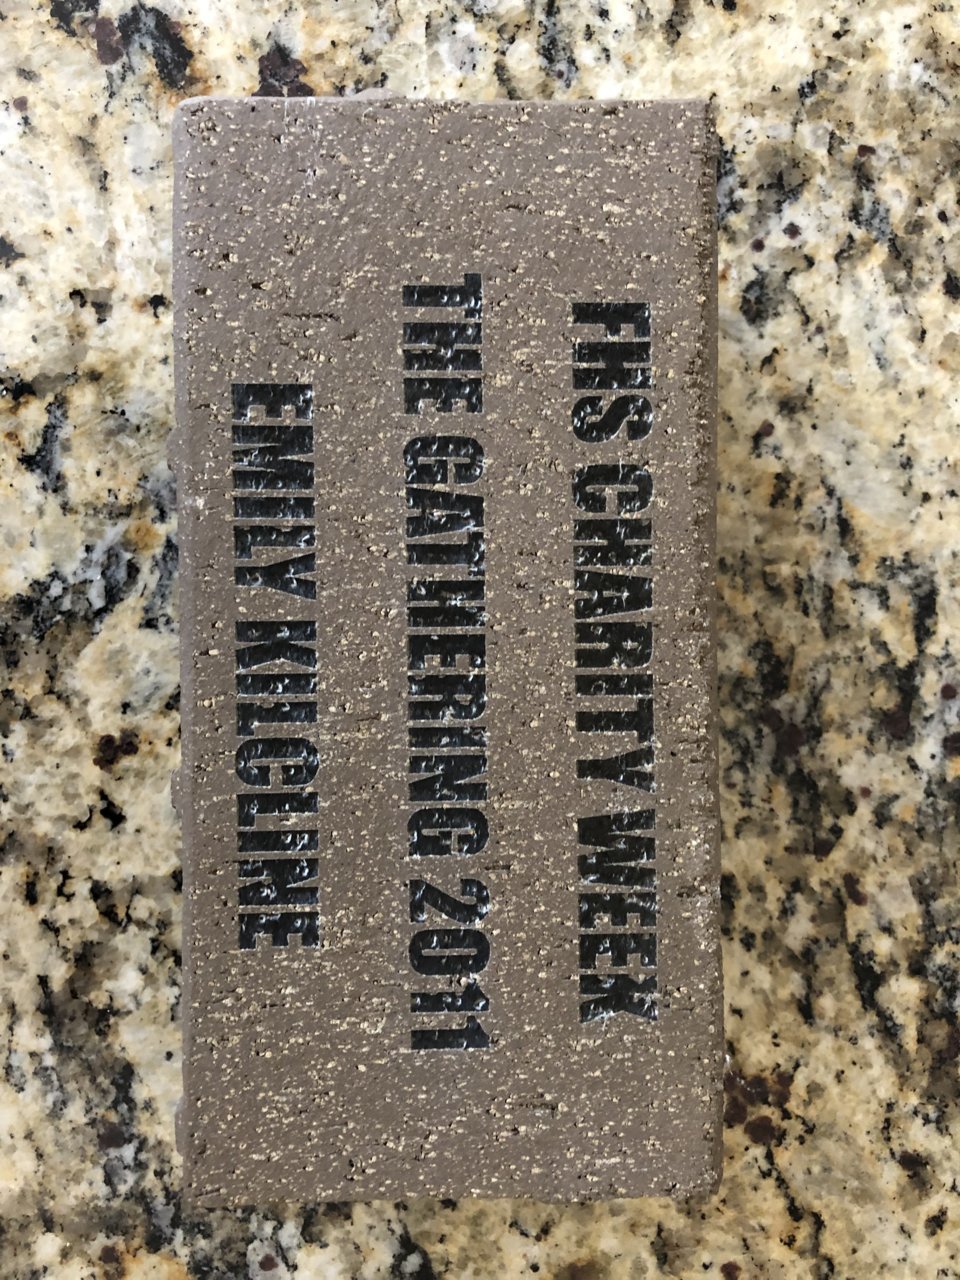 FHS CHARITY WEEK
THE GATHERING 2011
EMILY KILCLINE